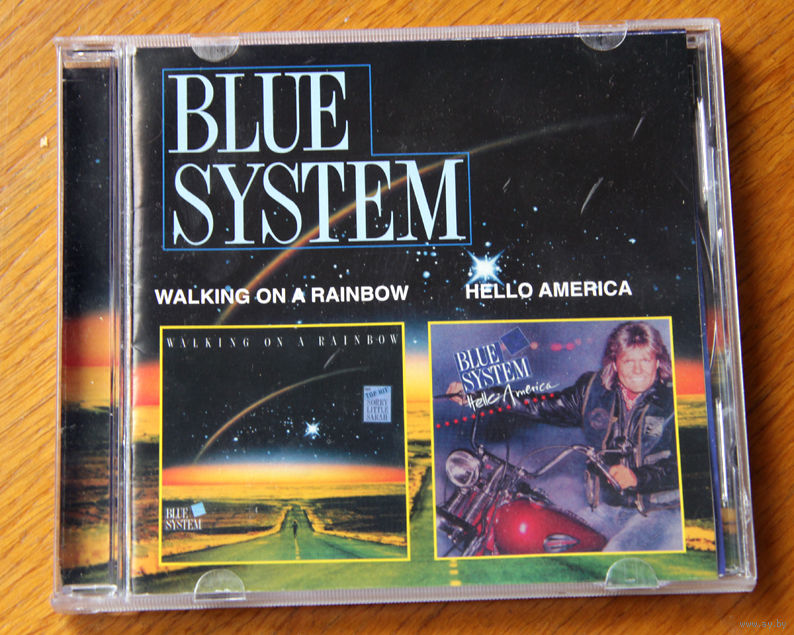 BLUE
SYSTEM
WALKING ON A RAINBOW
HELLO AMERICA
WALKING ON A RAINBOW
TOP HIT
SORRY
LITTLE
SARAH
BLUE
SYSTEM
BLUE
SYSTEM
Hello America
www.ay.by